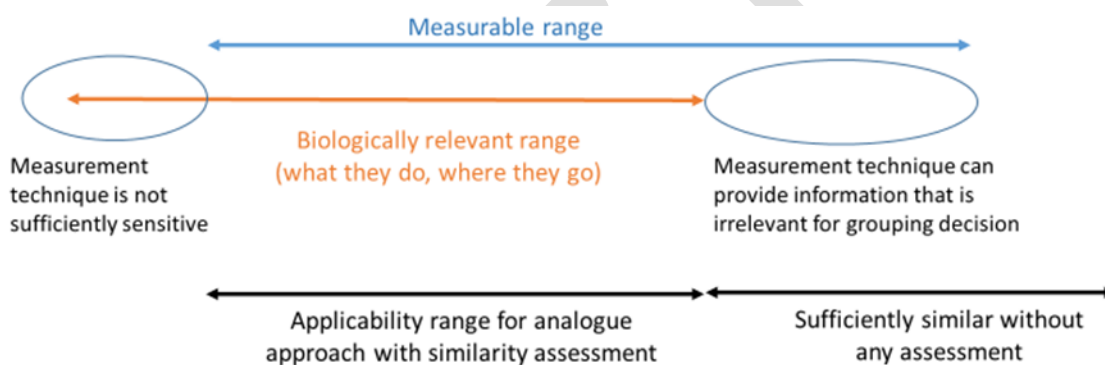 Measurable range
Biologically relevant range
(what they do, where they go)
Measurement
technique is not
sufficiently sensitive
Measurement technique can
provide information that is
irrelevant for grouping decision
Applicability range for analogue
approach with similarity assessment
Sufficiently similar without
any assessment